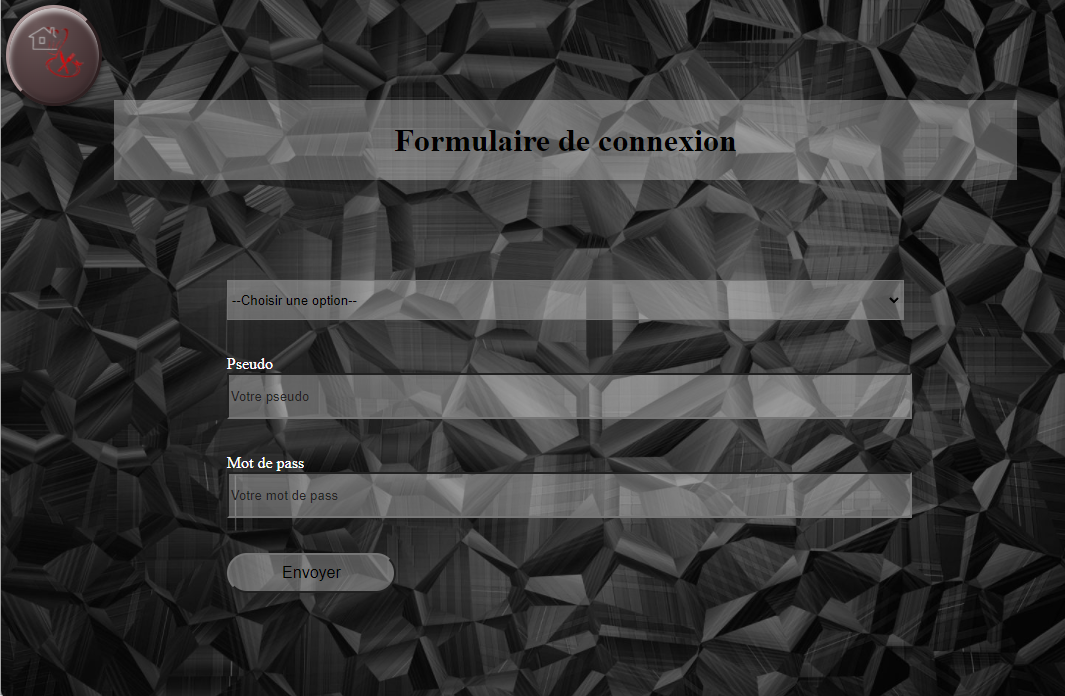 Formulaire de connexion
--Choisir une option--
Pseudo
Votre pseudo
Mot de pass
Votre mot de pass
Envoyer